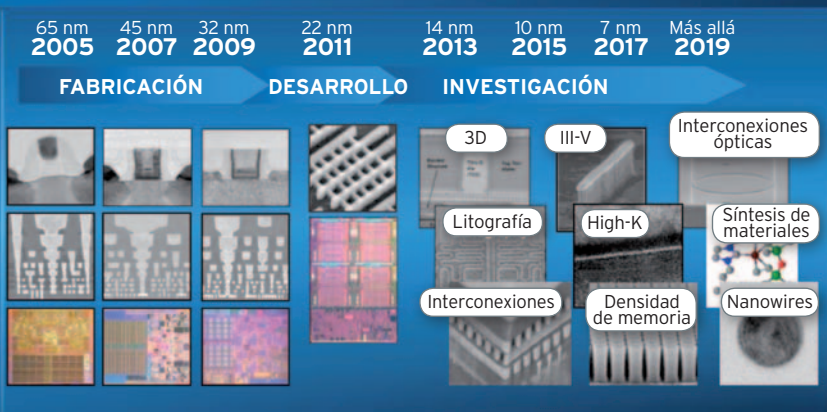 65 nm 45 nm 32 nm 22 nm 14 nm 10 nm 7 nm Más allá
2005 2007 2009 2011 2013 2015 2017 2019
FABRICACIÓN DESARROLLO INVESTIGACIÓN
3D
III-V
Interconexiones
ópticas
Litografía
High-K
Síntesis de
materiales
Interconexiones
Densidad
de memoria
Nanowires